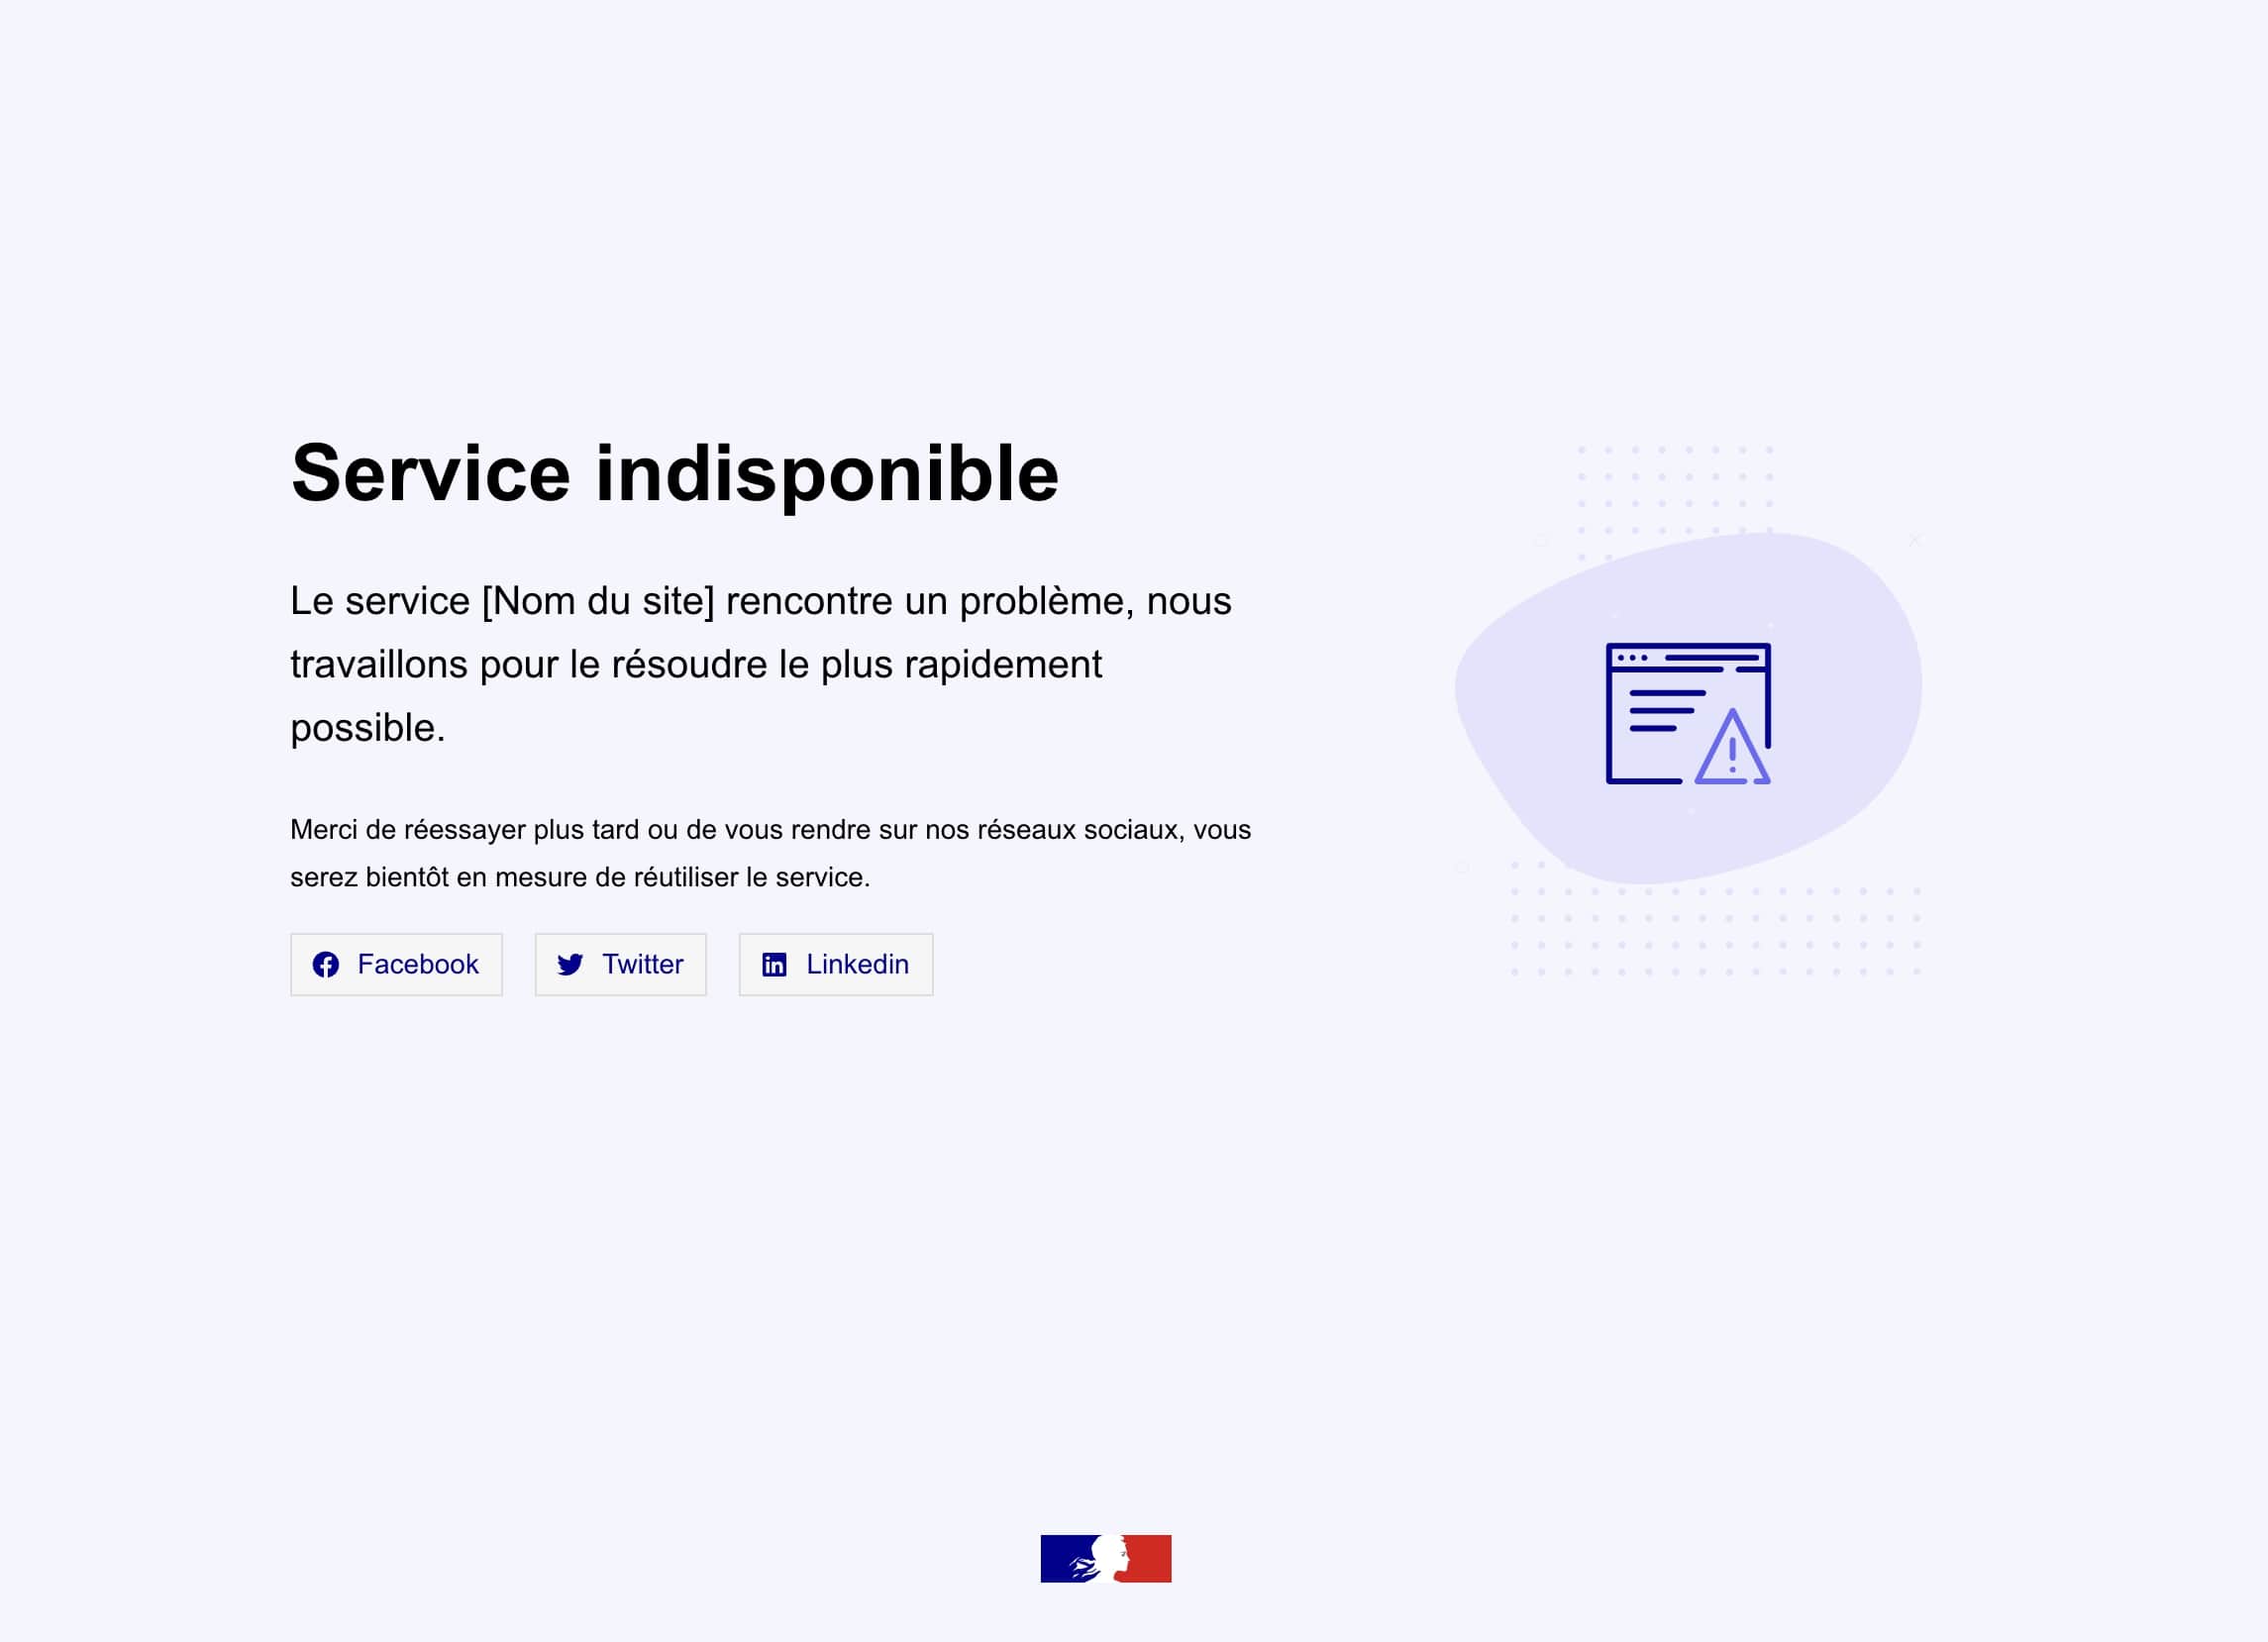 Service indisponible
Le service [Nom du site] rencontre un problème, nous
travaillons pour le résoudre le plus rapidement
possible.
Merci de réessayer plus tard ou de vous rendre sur nos réseaux sociaux, vous
serez bientôt en mesure de réutiliser le service.
Facebook
Twitter
Linkedin